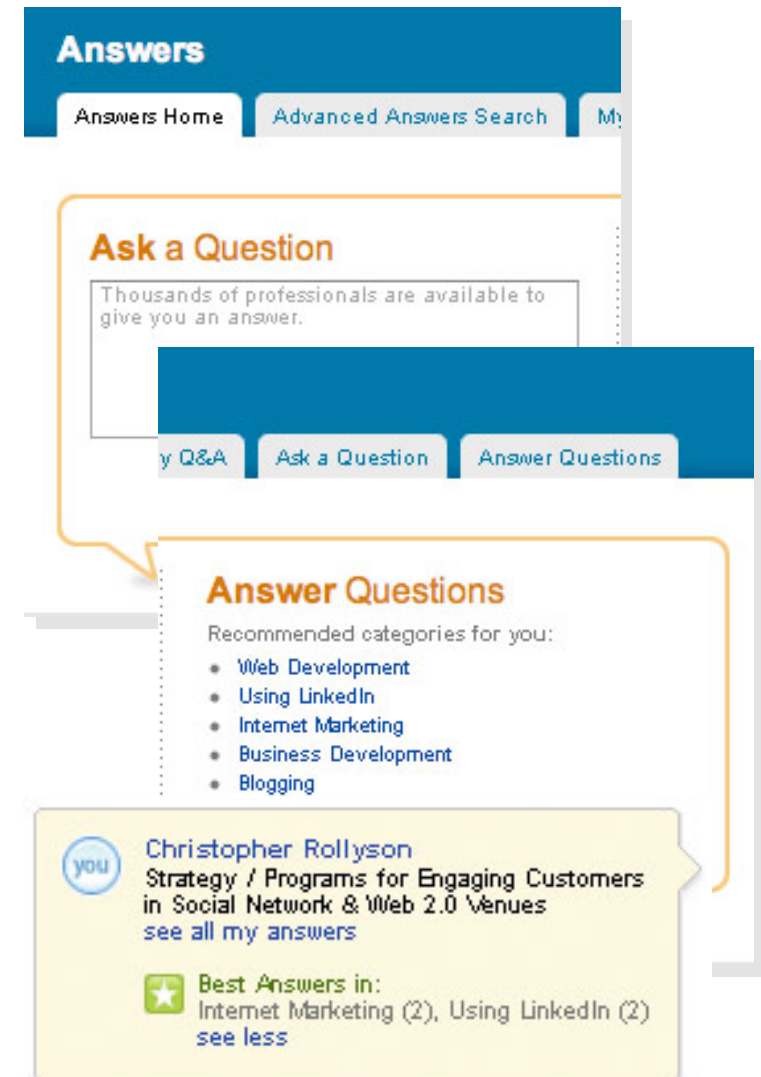 Answers
Answers Home
Advanced Answers Search
My
Ask a Question
Thousands of professionals are available to
give you an answer.
y Q&A
Ask a Question
Answer Questions
Answer Questions
Recommended categories for you:
Web Development
Using LinkedIn
Internet Marketing
Business Development
Blogging
you
Christopher Rollyson
Strategy / Programs for Engaging Customers
in Social Network & Web 2.0 Venues
see all my answers
Best Answers in:
Internet Marketing (2), Using LinkedIn (2)
see less